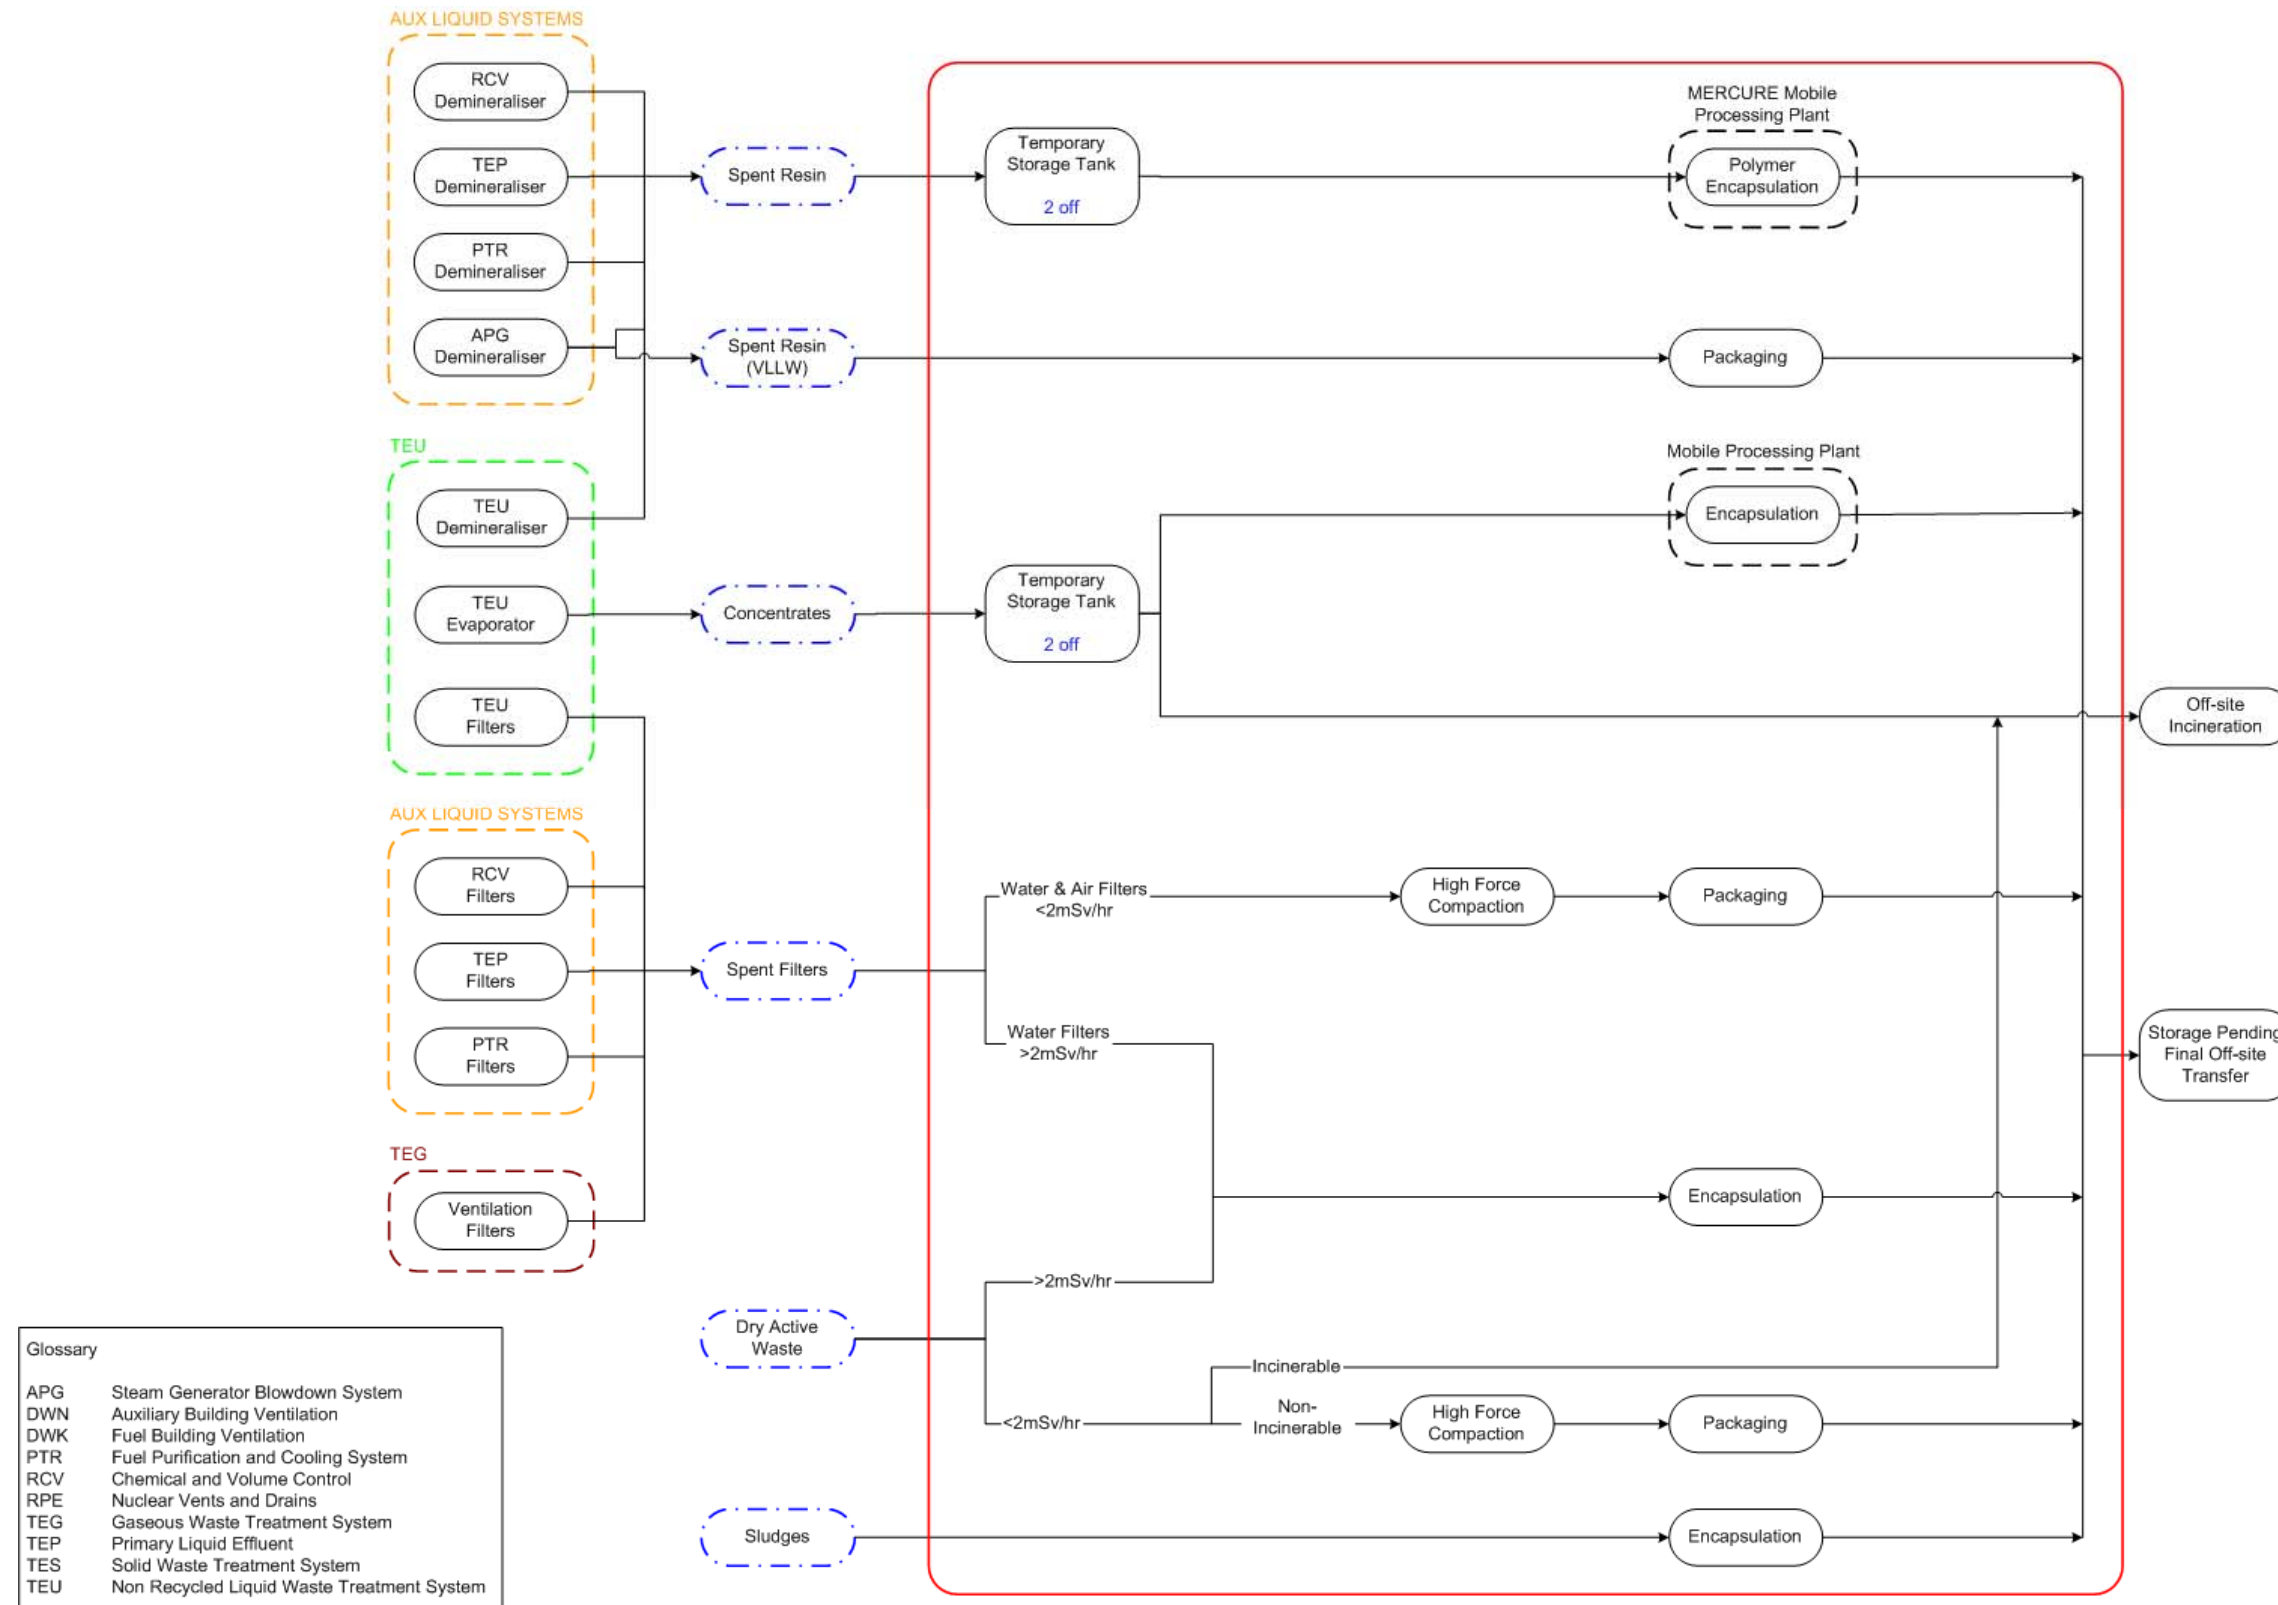 AUX LIQUID SYSTEMS
RCV
Demineraliser
TEP
Demineraliser
PTR
Demineraliser
APG
Demineraliser
Spent Resin
Spent Resin
(VLLW)
Temporary
Storage Tank
2 off
MERCURE Mobile
Processing Plant
Polymer
Encapsulation
Packaging
TEU
TEU
Demineraliser
TEU
Evaporator
TEU
Filters
Concentrates
Temporary
Storage Tank
2 off
Mobile Processing Plant
Encapsulation
Off-site
Incineration
AUX LIQUID SYSTEMS
RCV
Filters
TEP
Filters
PTR
Filters
Spent Filters
Water & Air Filters
<2mSv/hr
High Force
Compaction
Packaging
Water Filters
>2mSv/hr
Storage Pending
Final Off-site
Transfer
TEG
Ventilation
Filters
Encapsulation
Dry Active
Waste
>2mSv/hr
<2mSv/hr
Incinerable
Non-
Incinerable
High Force
Compaction
Packaging
Sludges
Encapsulation
Glossary
APG Steam Generator Blowdown System
DWN Auxiliary Building Ventilation
DWK Fuel Building Ventilation
PTR Fuel Purification and Cooling System
RCV Chemical and Volume Control
RPE Nuclear Vents and Drains
TEG Gaseous Waste Treatment System
TEP Primary Liquid Effluent
TES Solid Waste Treatment System
TEU Non Recycled Liquid Waste Treatment System